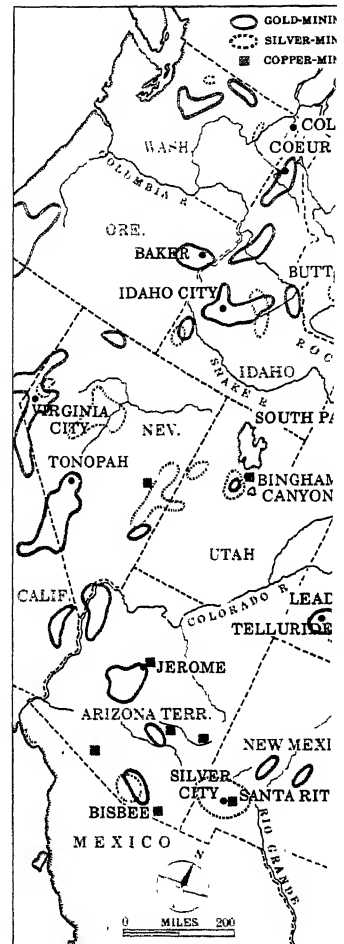 GOLD-MININ
SILVER-MIN
COPPER-MIN
COL
COEUR
WASH.
COLUMBIA R
ORE.
BAKER
BUTT
IDAHO CITY
ROC
IDAHO
SNAKE R
SOUTH PA
VIRGINIA
CITY
NEV.
TONOPAH
BINGHAM
CANYON
UTAH
CALIF.
COLORADO R
LEAD
TELLURIDE
JEROME
ARIZONA TERR.
NEW MEXI
SILVER
CITY
SANTA RIT
BISBEE
MEXICO
RIO GRANDE
N
0 MILES 200